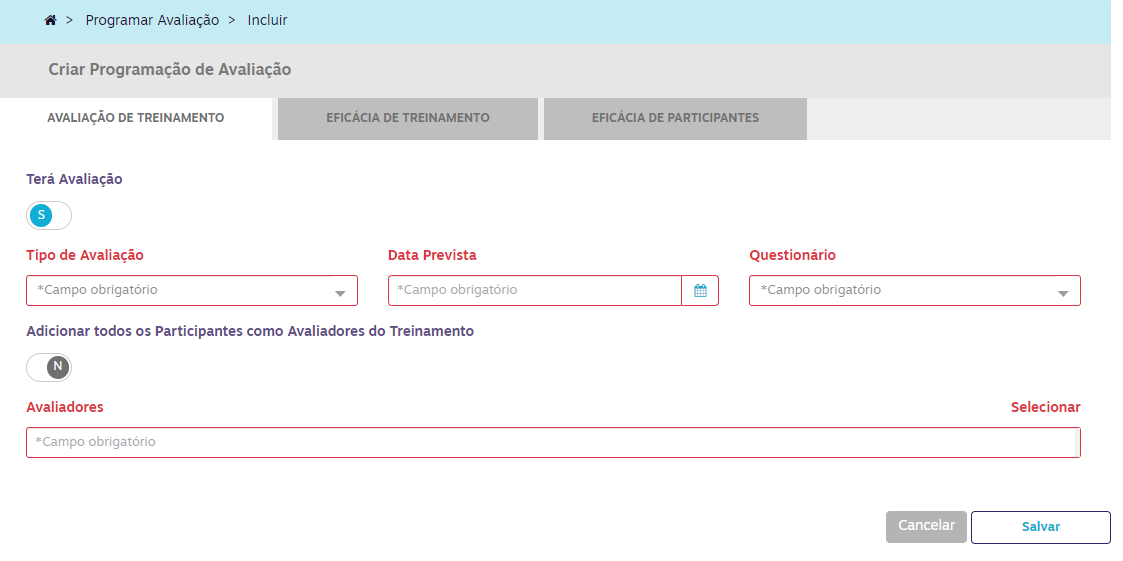 > Programar Avaliação > Incluir
Criar Programação de Avaliação
AVALIAÇÃO DE TREINAMENTO EFICÁCIA DE TREINAMENTO EFICÁCIA DE PARTICIPANTES
Terá Avaliação
S
Tipo de Avaliação Data Prevista Questionário
*Campo obrigatório *Campo obrigatório *Campo obrigatório
Adicionar todos os Participantes como Avaliadores do Treinamento
N
Avaliadores Selecionar
*Campo obrigatório
Cancelar Salvar